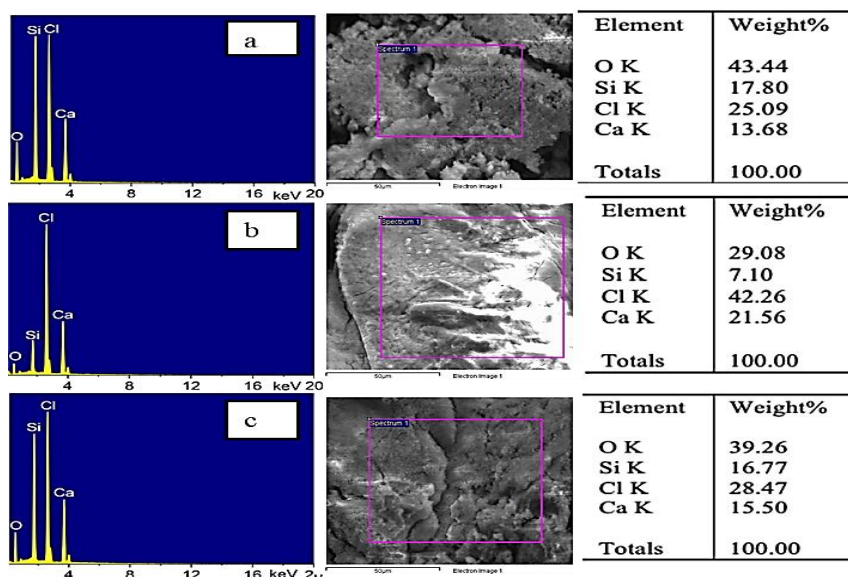 a
Si Cl
Ca
O
4 8 12 16 20
keV
Spectrum 1
50µm Electron Image 1
Element Weight%
O K 43.44
Si K 17.80
Cl K 25.09
Ca K 13.68
Totals 100.00
b
Cl
Ca
Si
O
4 8 12 16 20
keV
Spectrum 1
50µm Electron Image 1
Element Weight%
O K 29.08
Si K 7.10
Cl K 42.26
Ca K 21.56
Totals 100.00
c
Cl
Si
Ca
O
4 8 12 16
keV
Spectrum 1
50µm Electron Image 1
Element Weight%
O K 39.26
Si K 16.77
Cl K 28.47
Ca K 15.50
Totals 100.00